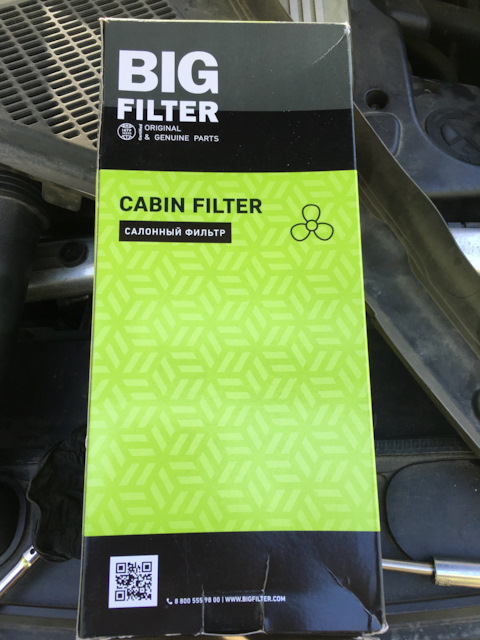 BIG
FILTER
ORIGINAL
& GENUINE PARTS
CABIN FILTER
САЛОННЫЙ ФИЛЬТР
8 800 555 98 00 | WWW.BIGFILTER.COM